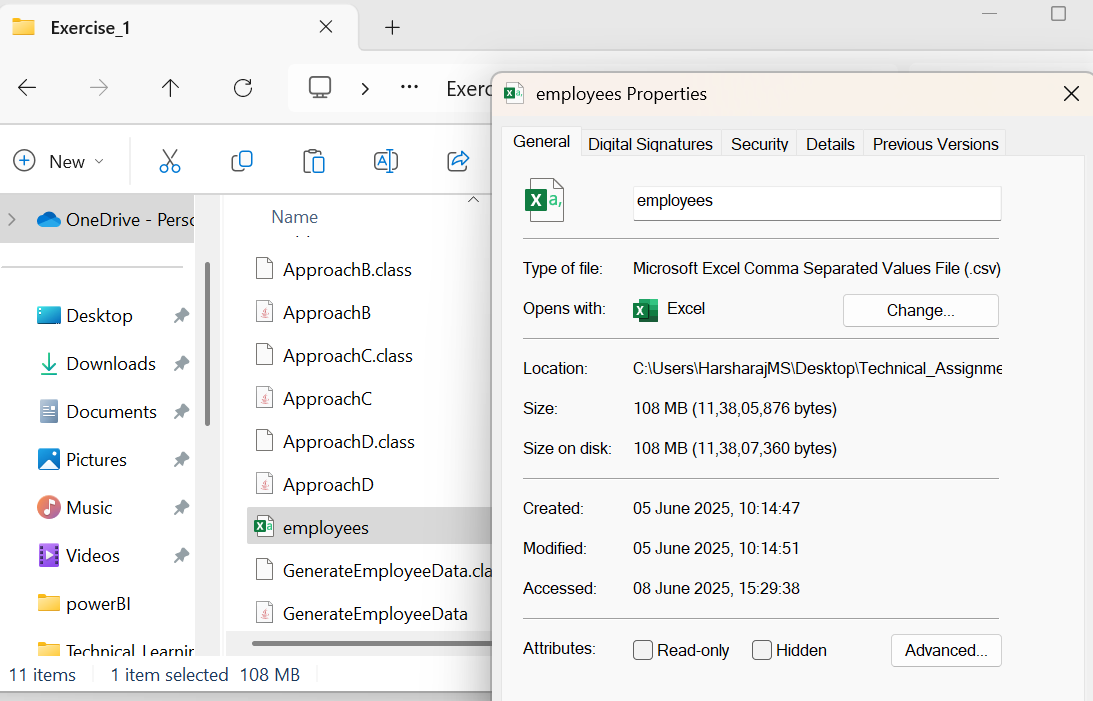 Exercise_1
Exerc
New
OneDrive - Perso
Desktop
Downloads
Documents
Pictures
Music
Videos
powerBI
Technical_Learnin
Name
ApproachB.class
ApproachB
ApproachC.class
ApproachC
ApproachD.class
ApproachD
employees
GenerateEmployeeData.cla
GenerateEmployeeData
11 items
1 item selected 108 MB
employees Properties
General Digital Signatures Security Details Previous Versions
employees
Type of file: Microsoft Excel Comma Separated Values File (.csv)
Opens with: Excel Change...
Location: C:\Users\HarsharajMS\Desktop\Technical_Assignme
Size: 108 MB (11,38,05,876 bytes)
Size on disk: 108 MB (11,38,07,360 bytes)
Created: 05 June 2025, 10:14:47
Modified: 05 June 2025, 10:14:51
Accessed: 08 June 2025, 15:29:38
Attributes: Read-only Hidden Advanced...